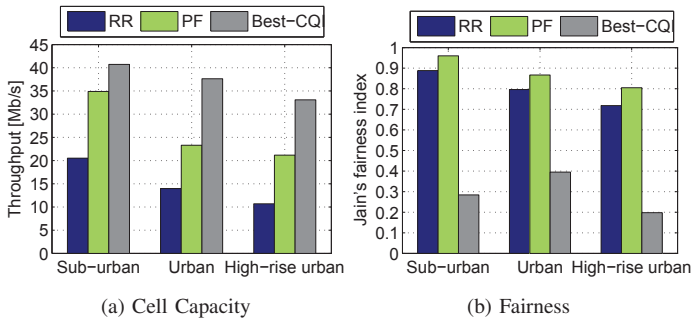 RR PF Best-CQI
Throughput [Mb/s]
45
40
35
30
25
20
15
10
5
0
Sub-urban Urban High-rise urban
(a) Cell Capacity
RR PF Best-CQI
Jain's fairness index
1
0.9
0.8
0.7
0.6
0.5
0.4
0.3
0.2
0.1
0
Sub-urban Urban High-rise urban
(b) Fairness